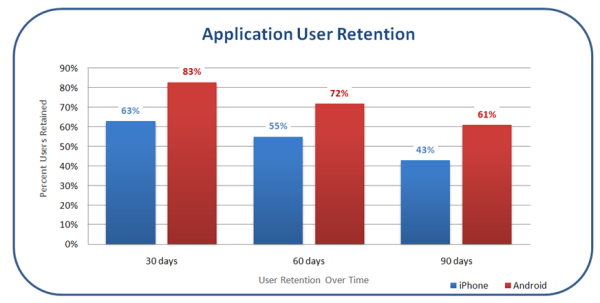 Application User Retention
Percent Users Retained
90%
80%
70%
60%
50%
40%
30%
20%
10%
0%
63% 83%
55% 72%
43% 61%
30 days 60 days 90 days
User Retention Over Time
iPhone Android